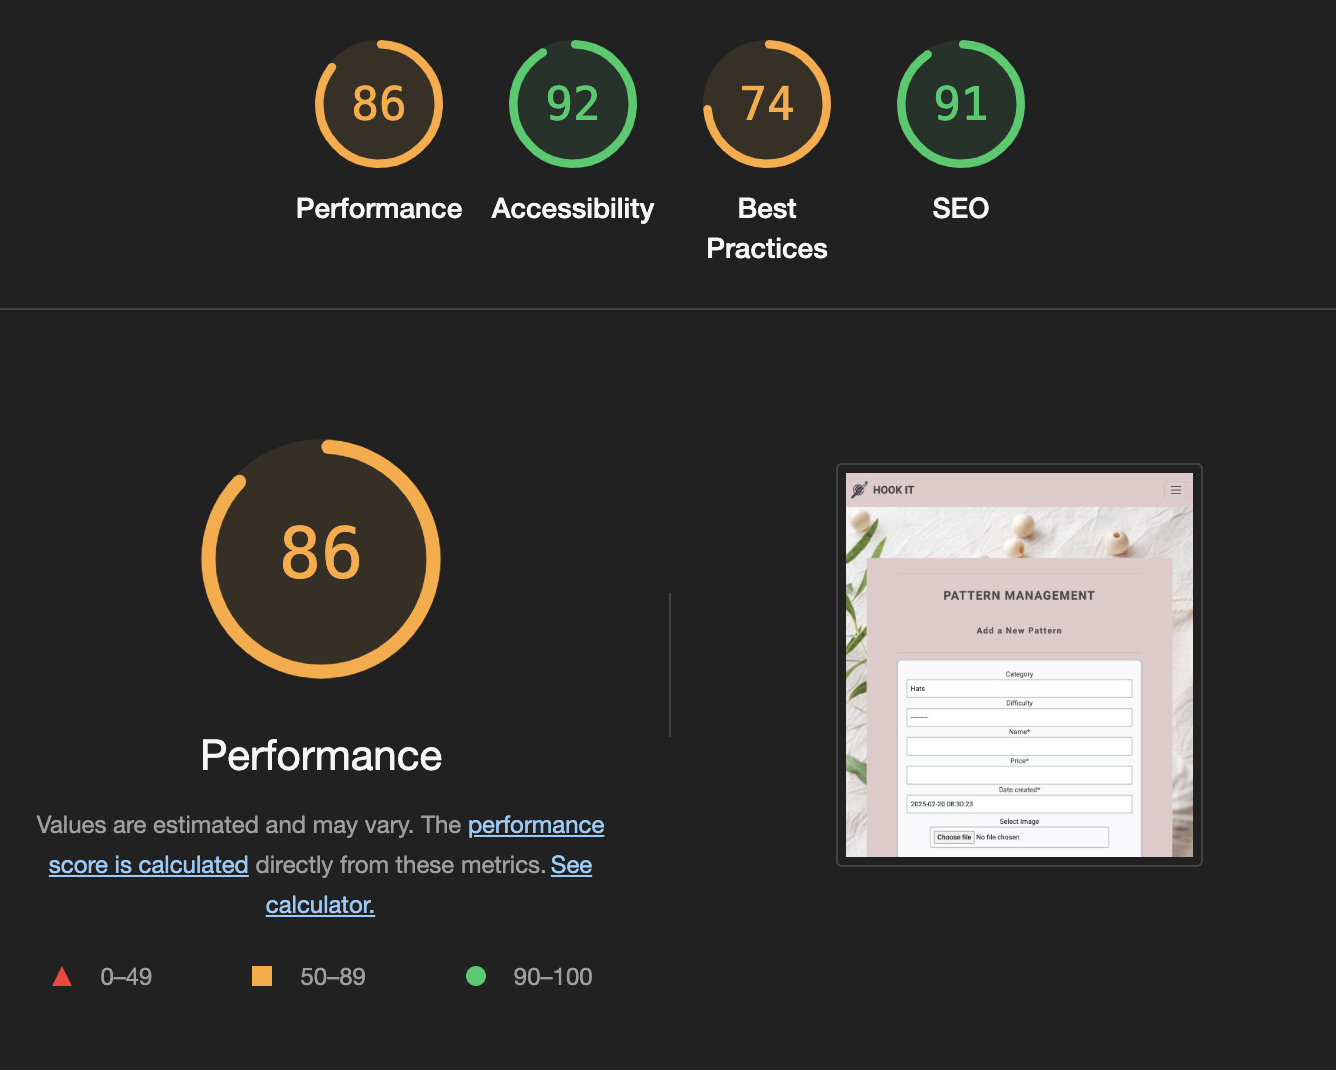 86
92
74
91
Performance
Accessibility
Best
Practices
SEO
86
Performance
Values are estimated and may vary. The performance
score is calculated directly from these metrics. See
calculator.
0–49
50–89
90–100
HOOK IT
PATTERN MANAGEMENT
Add a New Pattern
Category
Hats
Difficulty
---------
Name*
Price*
Date created*
2025-02-20 08:30:23
Select Image
Choose file No file chosen